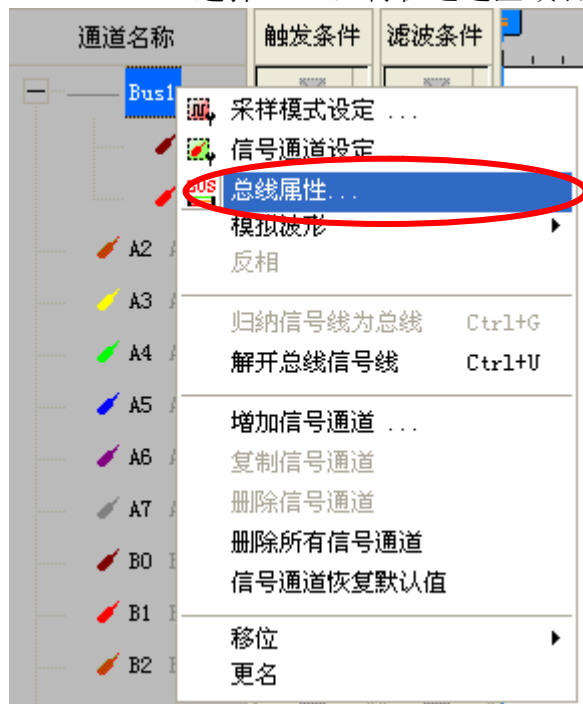 通道名称 触发条件 滤波条件
Bus1
采样模式设定 ...
信号通道设定
BUS 总线属性...
模拟波形
反相
A2
A3
归纳信号线为总线 Ctrl+G
A4
解开总线信号线 Ctrl+U
A5
增加信号通道 ...
A6
复制信号通道
A7
删除信号通道
B0
删除所有信号通道
信号通道恢复默认值
B1
移位
B2
更名